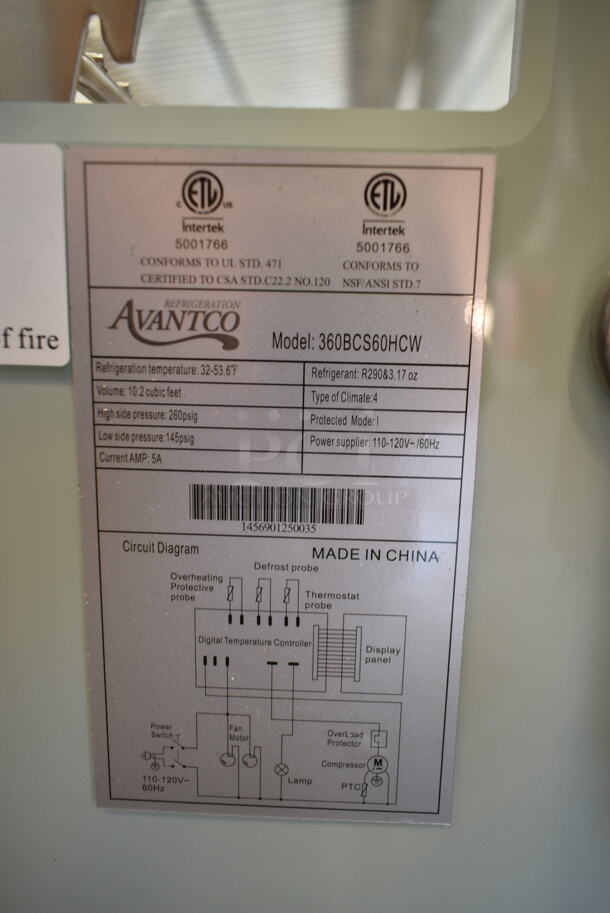 of fire
ETL
C US
Intertek
5001766
CONFORMS TO UL STD. 471
CERTIFIED TO CSA STD.C22.2 NO.120
ETL
Intertek
5001766
CONFORMS TO
NSF/ANSI STD.7
REFRIGERATION
AVANTCO
Model: 360BCS60HCW
Refrigeration temperature: 32-53.6℉
Volume: 10.2 cubic feet
High side pressure: 260psig
Low side pressure:145psig
Current AMP: 5A
Refrigerant: R290&3.17 oz
Type of Climate:4
Protected Mode: I
Power supplier: 110-120V~/60Hz
1456901250035
Circuit Diagram
MADE IN CHINA
Defrost probe
Overheating
Protective
probe
Thermostat
probe
Digital Temperature Controller
Display
panel
Power
Switch
Fan
Motor
OverLoad
Protector
Compressor
M
1~
Lamp
PTC
110-120V~
60Hz